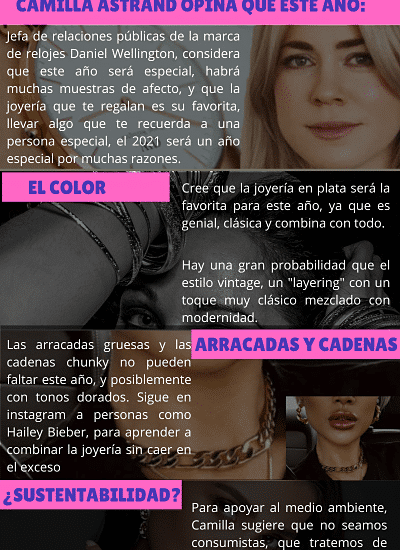 CAMILLA ASTRAND OPINA QUE ESTE AÑO:
Jefa de relaciones públicas de la marca
de relojes Daniel Wellington, considera
que este año será especial, habrá
muchas muestras de afecto, y que la
joyería que te regalan es su favorita,
llevar algo que te recuerda a una
persona especial, el 2021 será un año
especial por muchas razones.
EL COLOR
Cree que la joyería en plata será la
favorita para este año, ya que es
genial, clásica y combina con todo.
Hay una gran probabilidad que el
estilo vintage, un "layering" con un
toque muy clásico mezclado con
modernidad.
ARRACADAS Y CADENAS
Las arracadas gruesas y las
cadenas chunky no pueden
faltar este año, y posiblemente
con tonos dorados. Sigue en
instagram a personas como
Hailey Bieber, para aprender a
combinar la joyería sin caer en
el exceso
¿SUSTENTABILIDAD?
Para apoyar al medio ambiente,
Camilla sugiere que no seamos
consumistas, que tratemos de